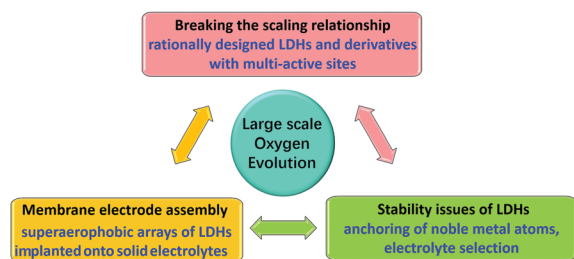 Breaking the scaling relationship
rationally designed LDHs and derivatives
with multi-active sites
Large scale
Oxygen
Evolution
Membrane electrode assembly
superaerophobic arrays of LDHs
implanted onto solid electrolytes
Stability issues of LDHs
anchoring of noble metal atoms,
electrolyte selection